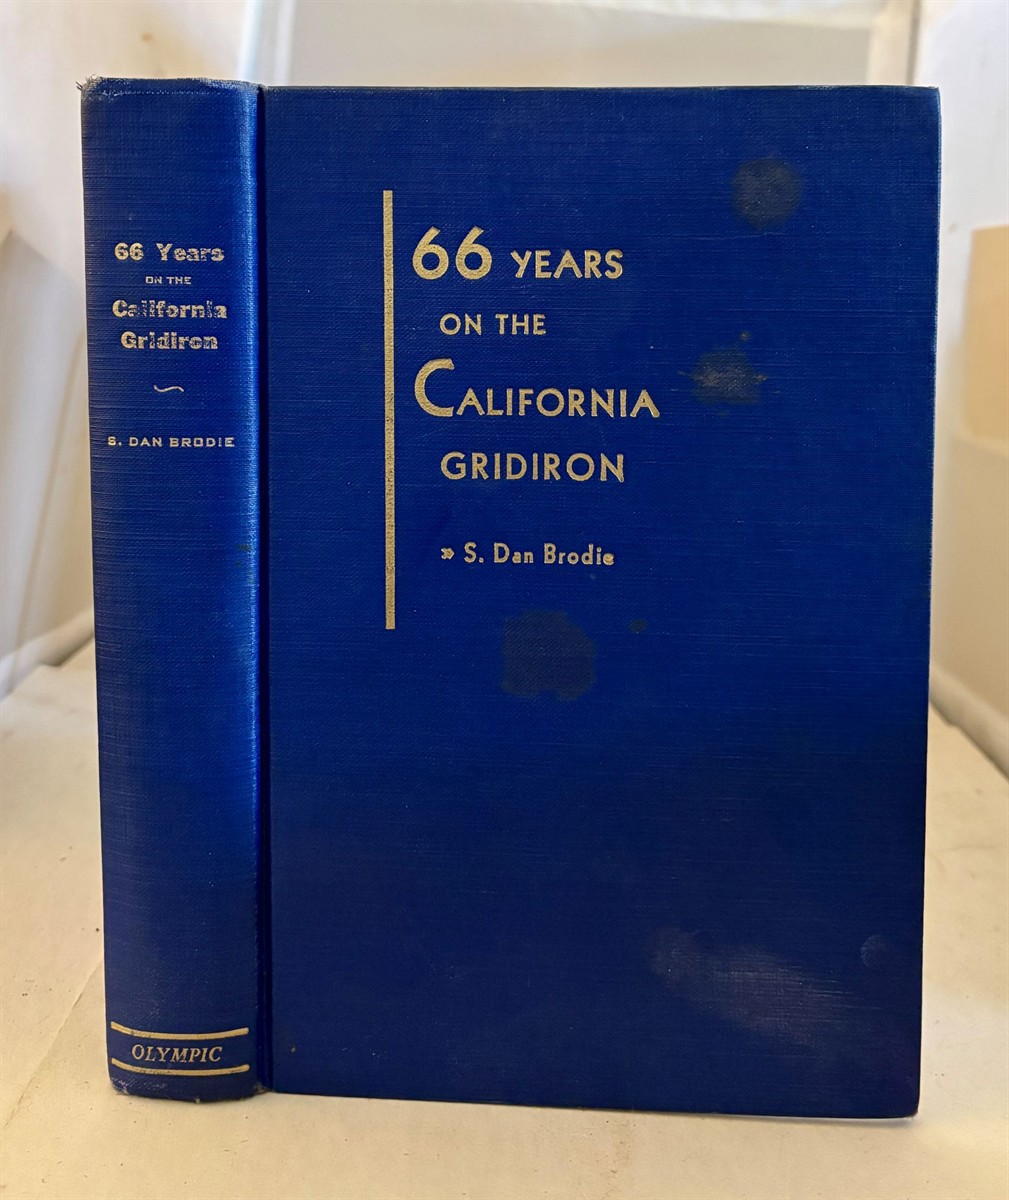 66 Years
ON THE
California
Gridiron
S. DAN BRODIE
OLYMPIC
66 YEARS
ON THE
CALIFORNIA
GRIDIRON
» S. Dan Brodie